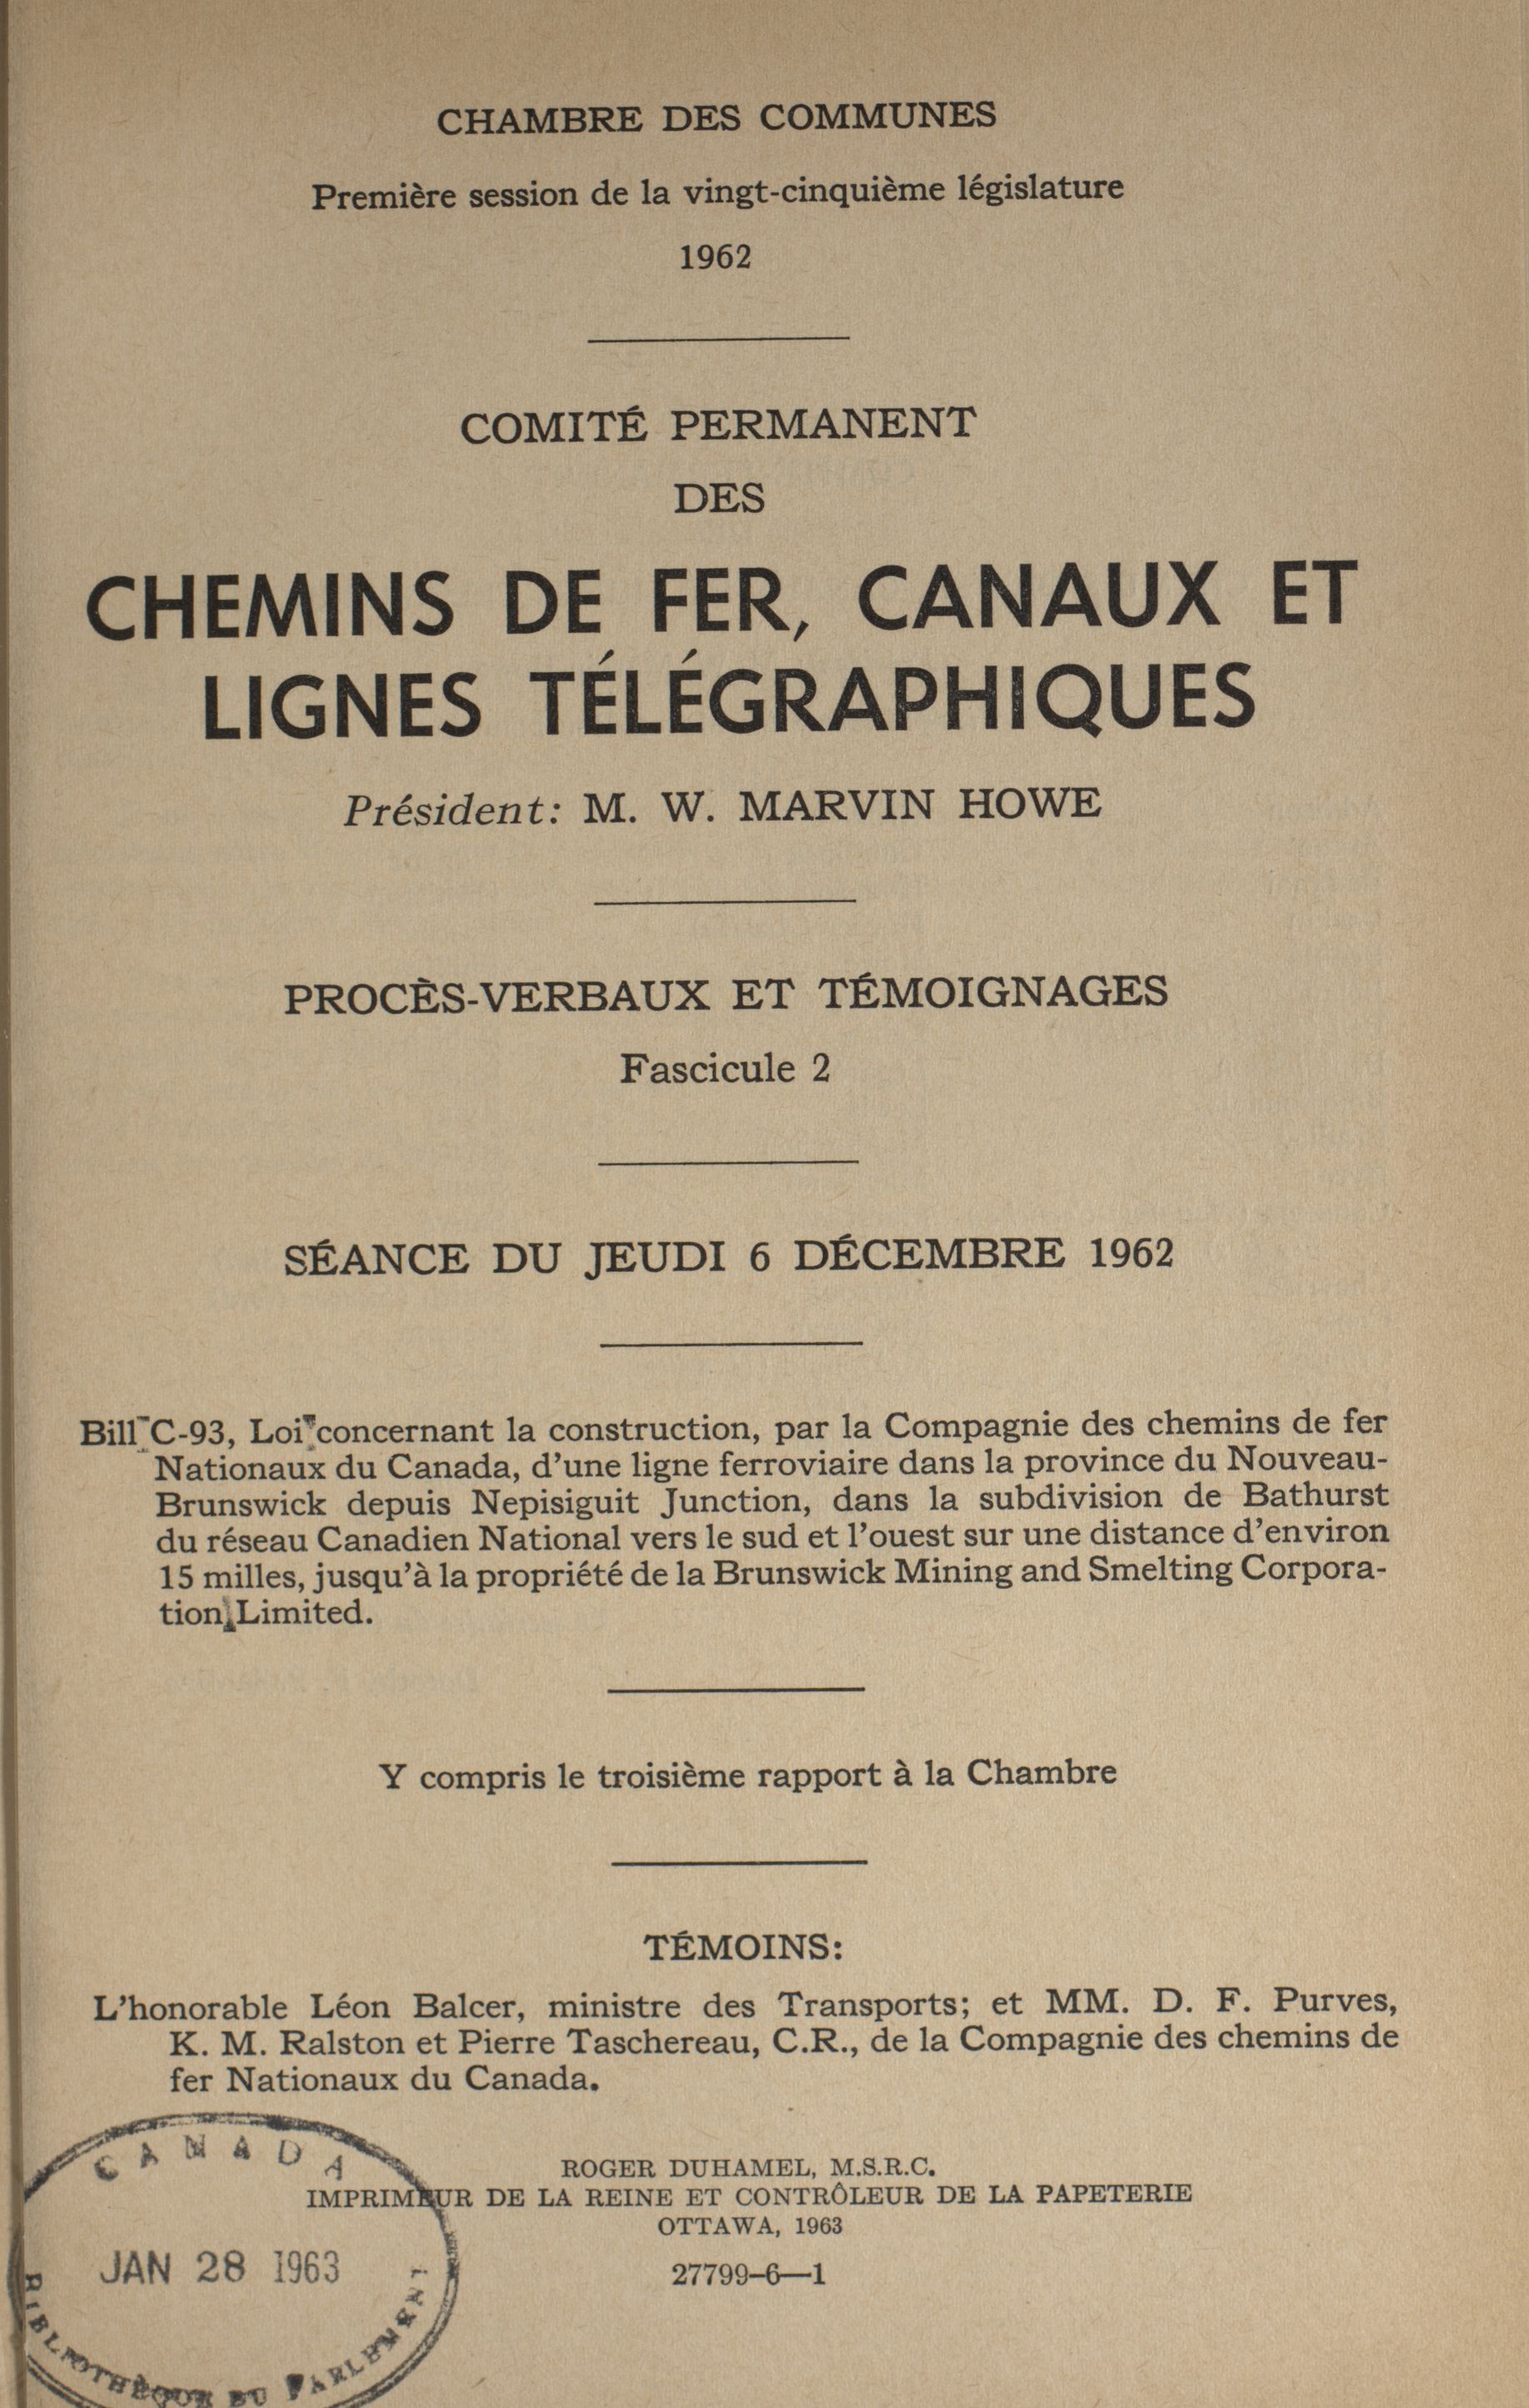 CHAMBRE DES COMMUNES
Première session de la vingt-cinquième législature
1962
COMITÉ PERMANENT
DES
CHEMINS DE FER, CANAUX ET
LIGNES TÉLÉGRAPHIQUES
Président: M. W. MARVIN HOWE
PROCÈS-VERBAUX ET TÉMOIGNAGES
Fascicule 2
SÉANCE DU JEUDI 6 DÉCEMBRE 1962
Bill C-93, Loi concernant la construction, par la Compagnie des chemins de fer
Nationaux du Canada, d'une ligne ferroviaire dans la province du Nouveau-
Brunswick depuis Nepisiguit Junction, dans la subdivision de Bathurst
du réseau Canadien National vers le sud et l'ouest sur une distance d'environ
15 milles, jusqu'à la propriété de la Brunswick Mining and Smelting Corpora-
tion Limited.
Y compris le troisième rapport à la Chambre
TÉMOINS:
L'honorable Léon Balcer, ministre des Transports; et MM. D. F. Purves,
K. M. Ralston et Pierre Taschereau, C.R., de la Compagnie des chemins de
fer Nationaux du Canada.
ROGER DUHAMEL, M.S.R.C.
IMPRIMEUR DE LA REINE ET CONTRÔLEUR DE LA PAPETERIE
OTTAWA, 1963
27799-6—1
CANADA
JAN 28 1963
BIBLIOTHÈQUE DU PARLEMENT